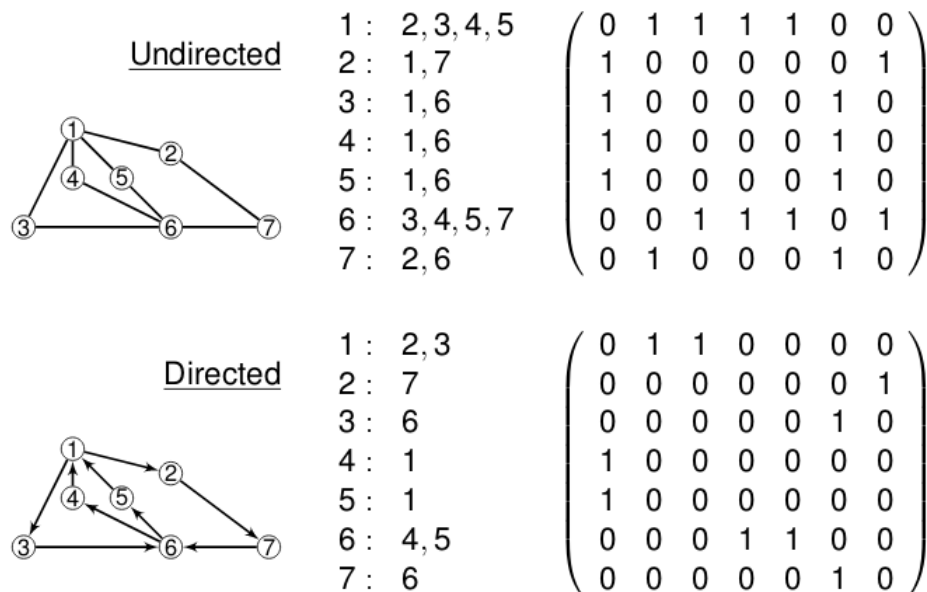 Undirected
1
2
4
5
3
6
7
1 : 2, 3, 4, 5
2 : 1, 7
3 : 1, 6
4 : 1, 6
5 : 1, 6
6 : 3, 4, 5, 7
7 : 2, 6
0 1 1 1 1 0 0
1 0 0 0 0 0 1
1 0 0 0 0 1 0
1 0 0 0 0 1 0
1 0 0 0 0 1 0
0 0 1 1 1 0 1
0 1 0 0 0 1 0
Directed
1
2
4
5
3
6
7
1 : 2, 3
2 : 7
3 : 6
4 : 1
5 : 1
6 : 4, 5
7 : 6
0 1 1 0 0 0 0
0 0 0 0 0 0 1
0 0 0 0 0 1 0
1 0 0 0 0 0 0
1 0 0 0 0 0 0
0 0 0 1 1 0 0
0 0 0 0 0 1 0